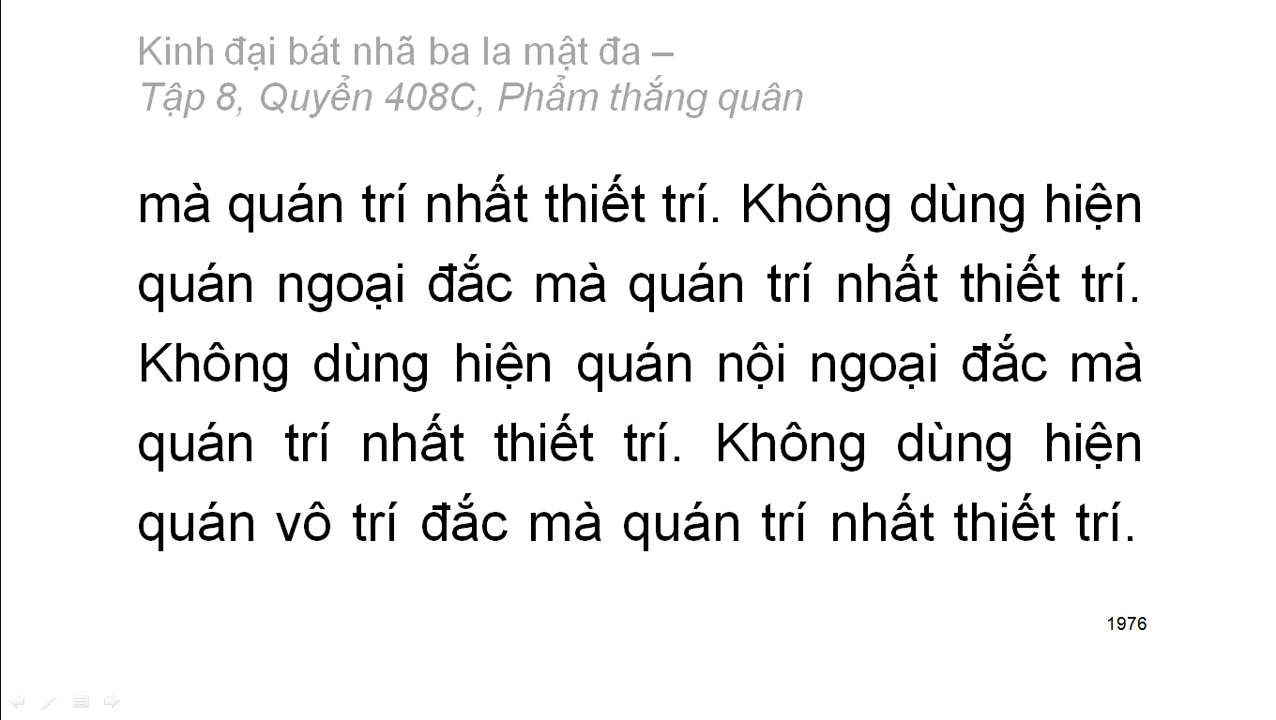 Kinh đại bát nhã ba la mật đa –
Tập 8, Quyển 408C, Phẩm thắng quân
mà quán trí nhất thiết trí. Không dùng hiện
quán ngoại đắc mà quán trí nhất thiết trí.
Không dùng hiện quán nội ngoại đắc mà
quán trí nhất thiết trí. Không dùng hiện
quán vô trí đắc mà quán trí nhất thiết trí.
1976